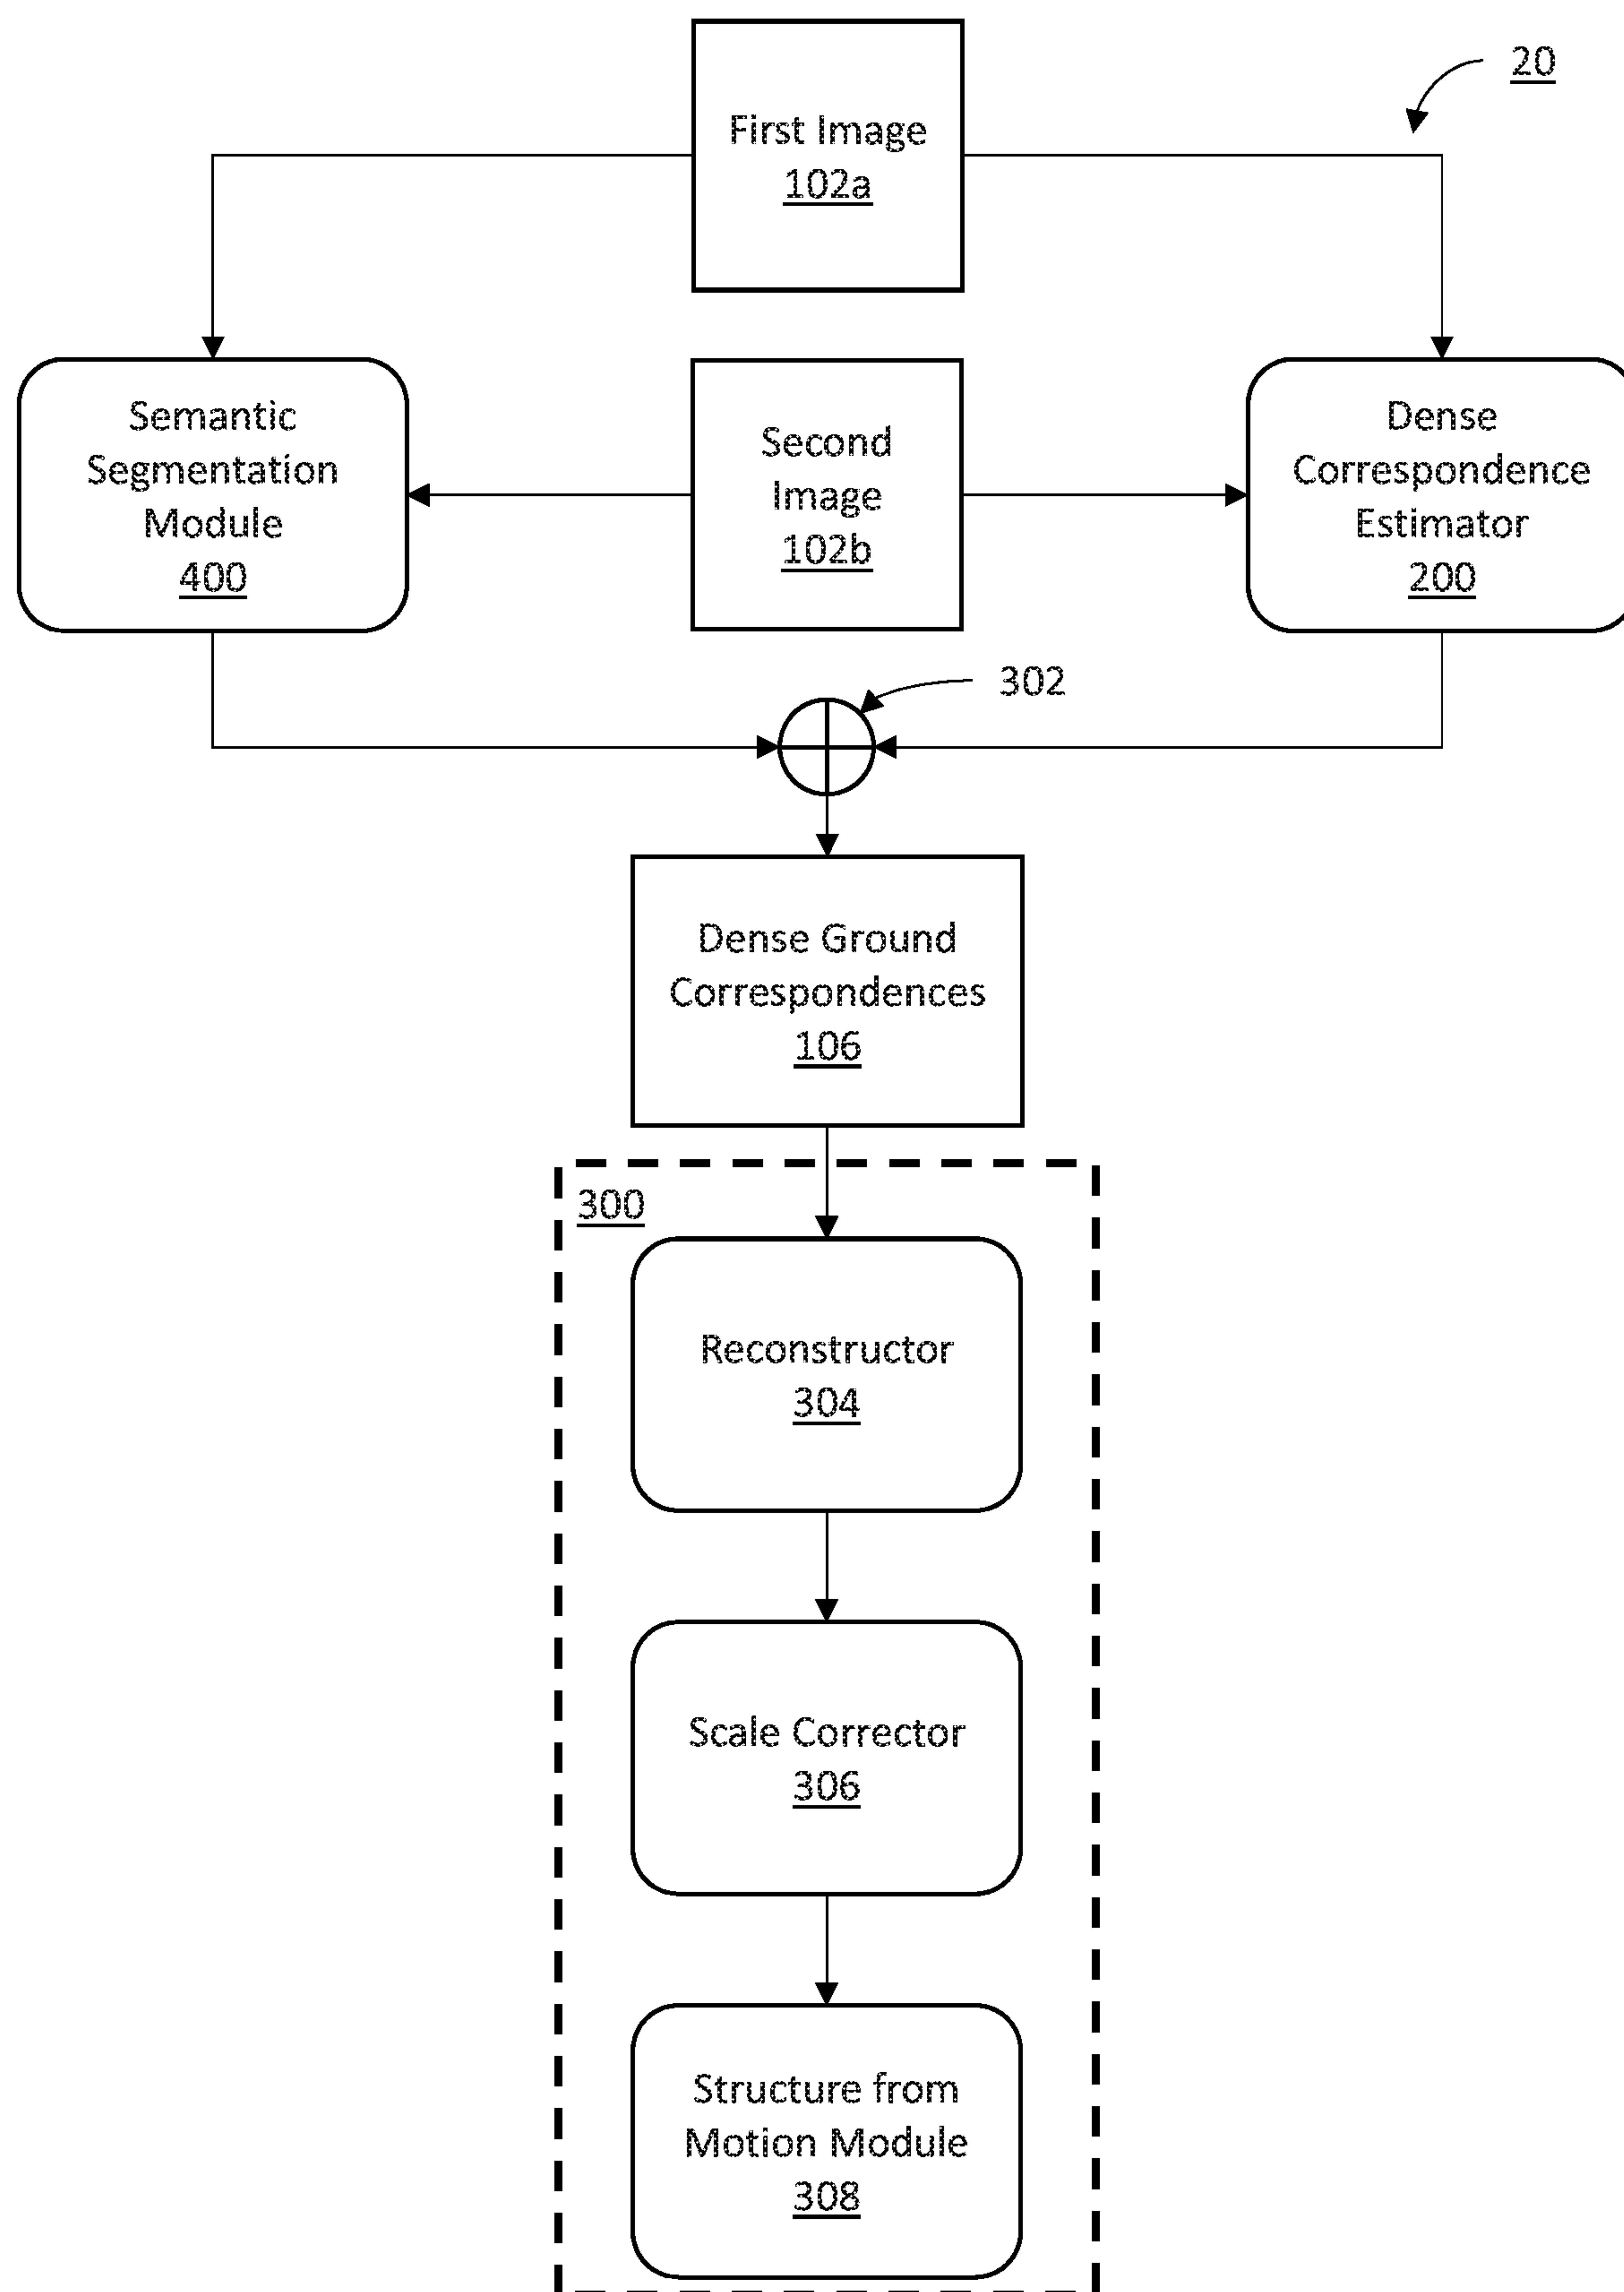 20
First Image
102a
Semantic
Segmentation
Module
400
Second
Image
102b
Dense
Correspondence
Estimator
200
302
Dense Ground
Correspondences
106
300
Reconstructor
304
Scale Corrector
306
Structure from
Motion Module
308